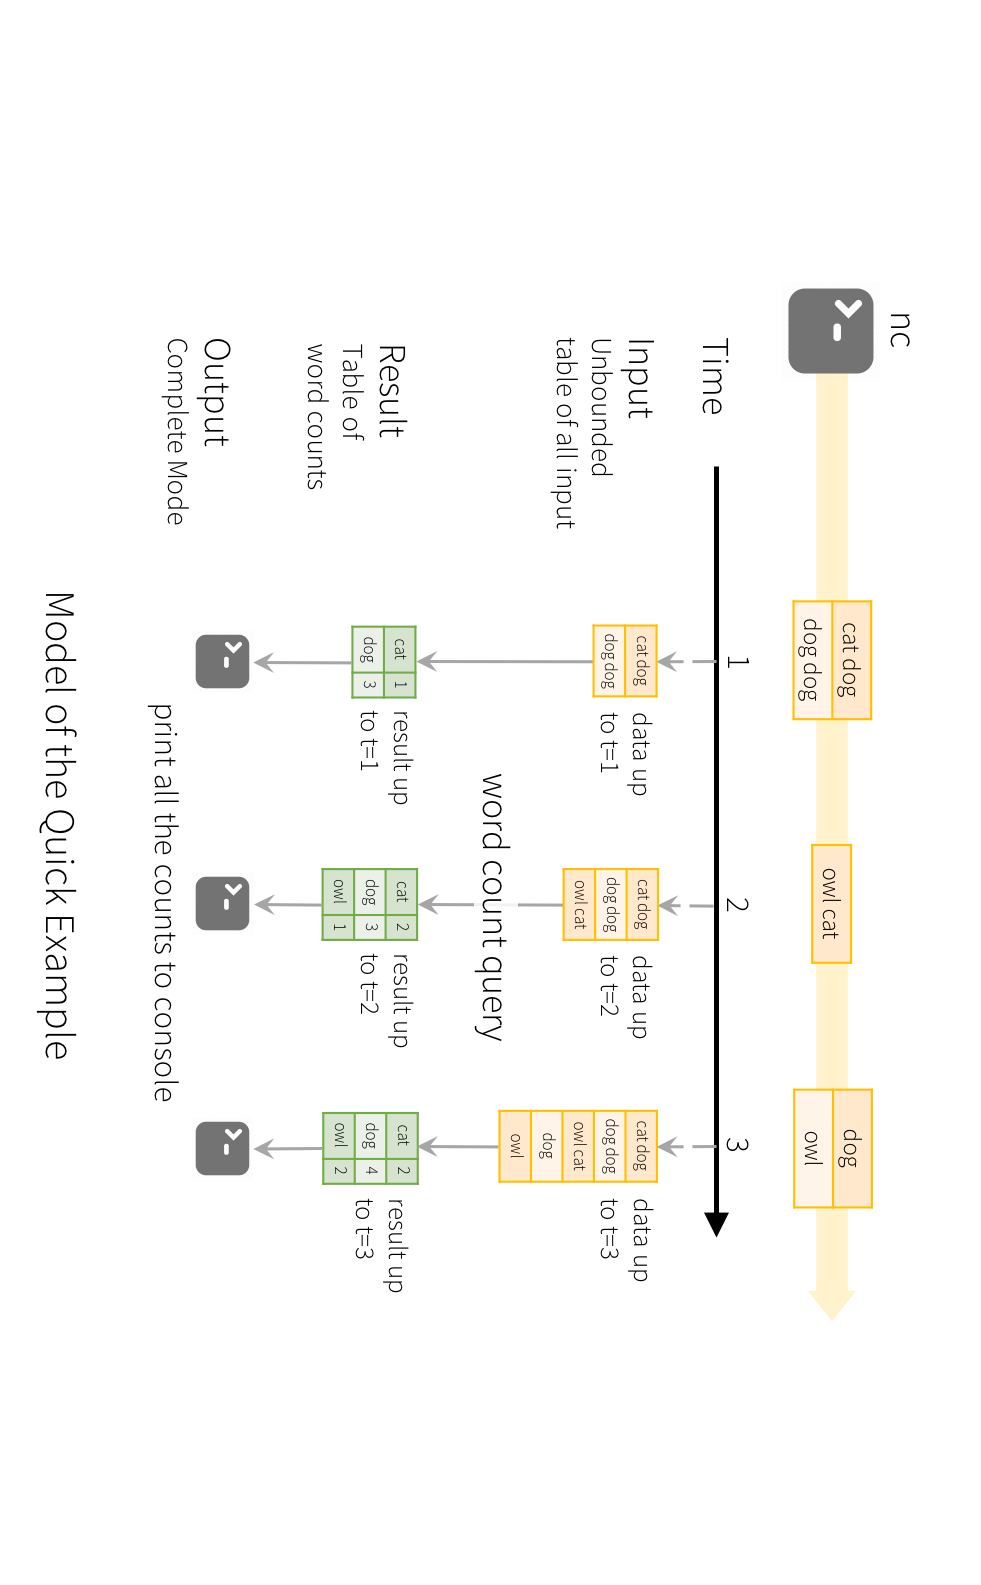 nc
cat dog
dog dog
owl cat
dog
owl
Time
1
2
3
Input
Unbounded
table of all input
cat dog
dog dog
data up
to t=1
cat dog
dog dog
owl cat
data up
to t=2
cat dog
dog dog
owl cat
dog
owl
data up
to t=3
word count query
Result
Table of
word counts
cat 1
dog 3
result up
to t=1
cat 2
dog 3
owl 1
result up
to t=2
cat 2
dog 4
owl 2
result up
to t=3
Output
Complete Mode
print all the counts to console
Model of the Quick Example